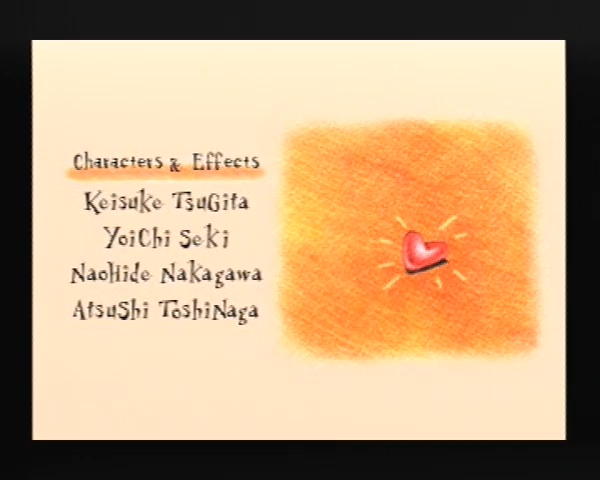 Characters & Effects
Keisuke TsuGita
YoiChi Seki
NaoHide Nakagawa
AtsuShi ToshiNaga